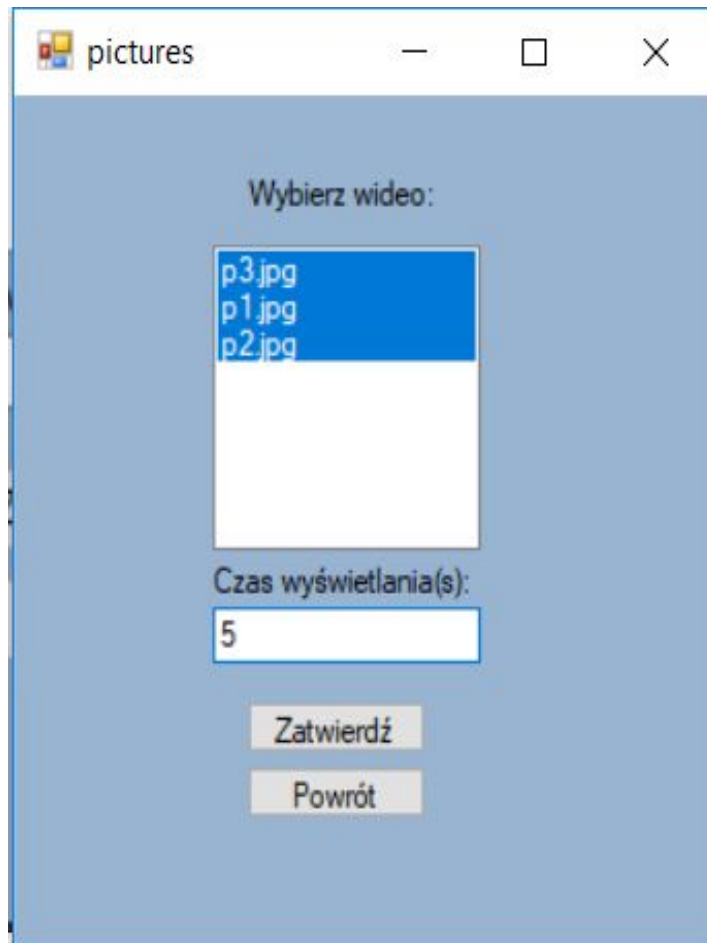 pictures
Wybierz wideo:
p3.jpg
p1.jpg
p2.jpg
Czas wyświetlania(s):
5
Zatwierdź
Powrót